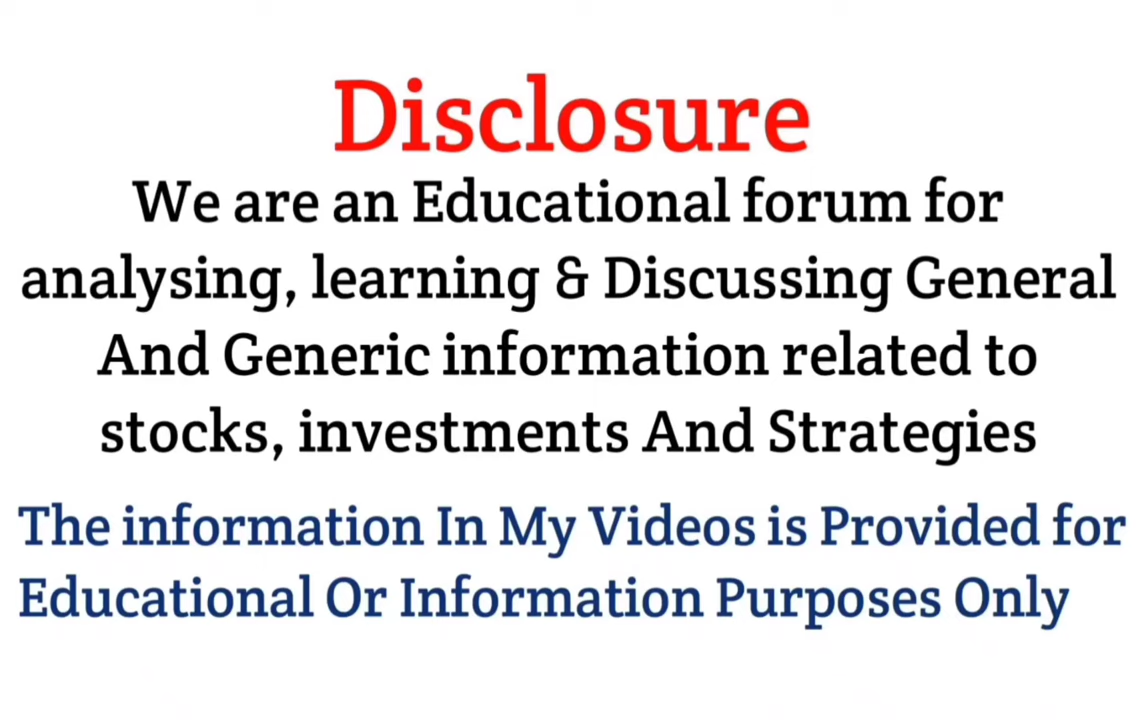 Disclosure
We are an Educational forum for
analysing, learning & Discussing General
And Generic information related to
stocks, investments And Strategies
The information In My Videos is Provided for
Educational Or Information Purposes Only